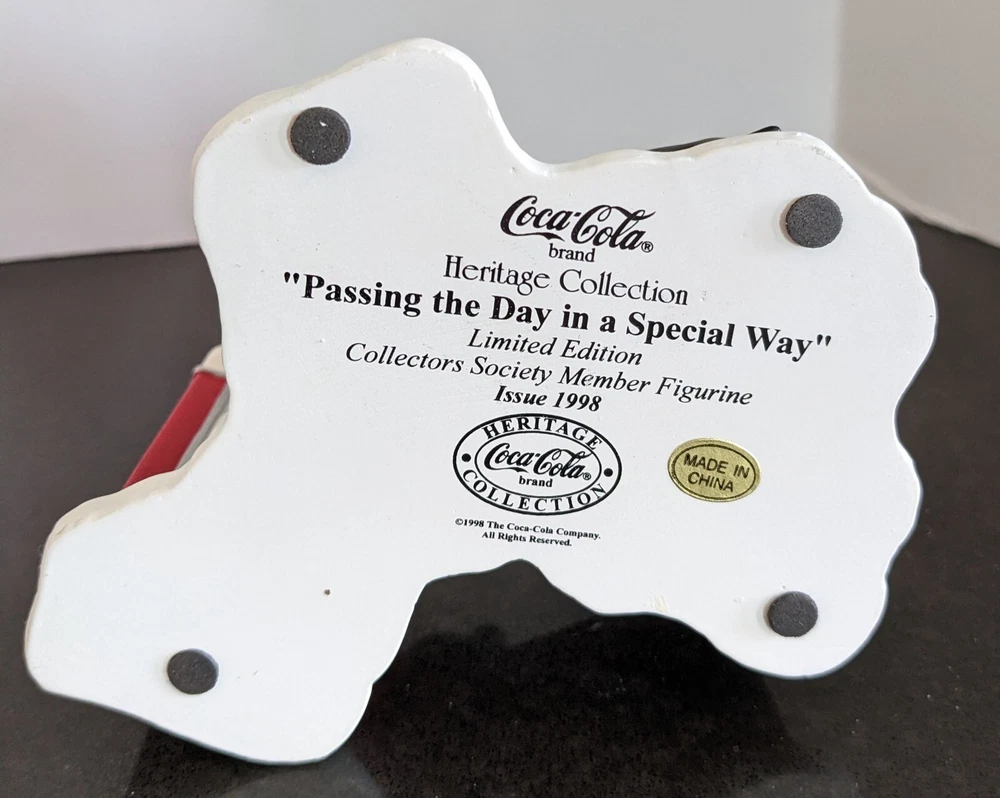 Coca-Cola®
brand
Heritage Collection
"Passing the Day in a Special Way"
Limited Edition
Collectors Society Member Figurine
Issue 1998
HERITAGE
Coca-Cola®
brand
COLLECTION
MADE IN
CHINA
©1998 The Coca-Cola Company.
All Rights Reserved.